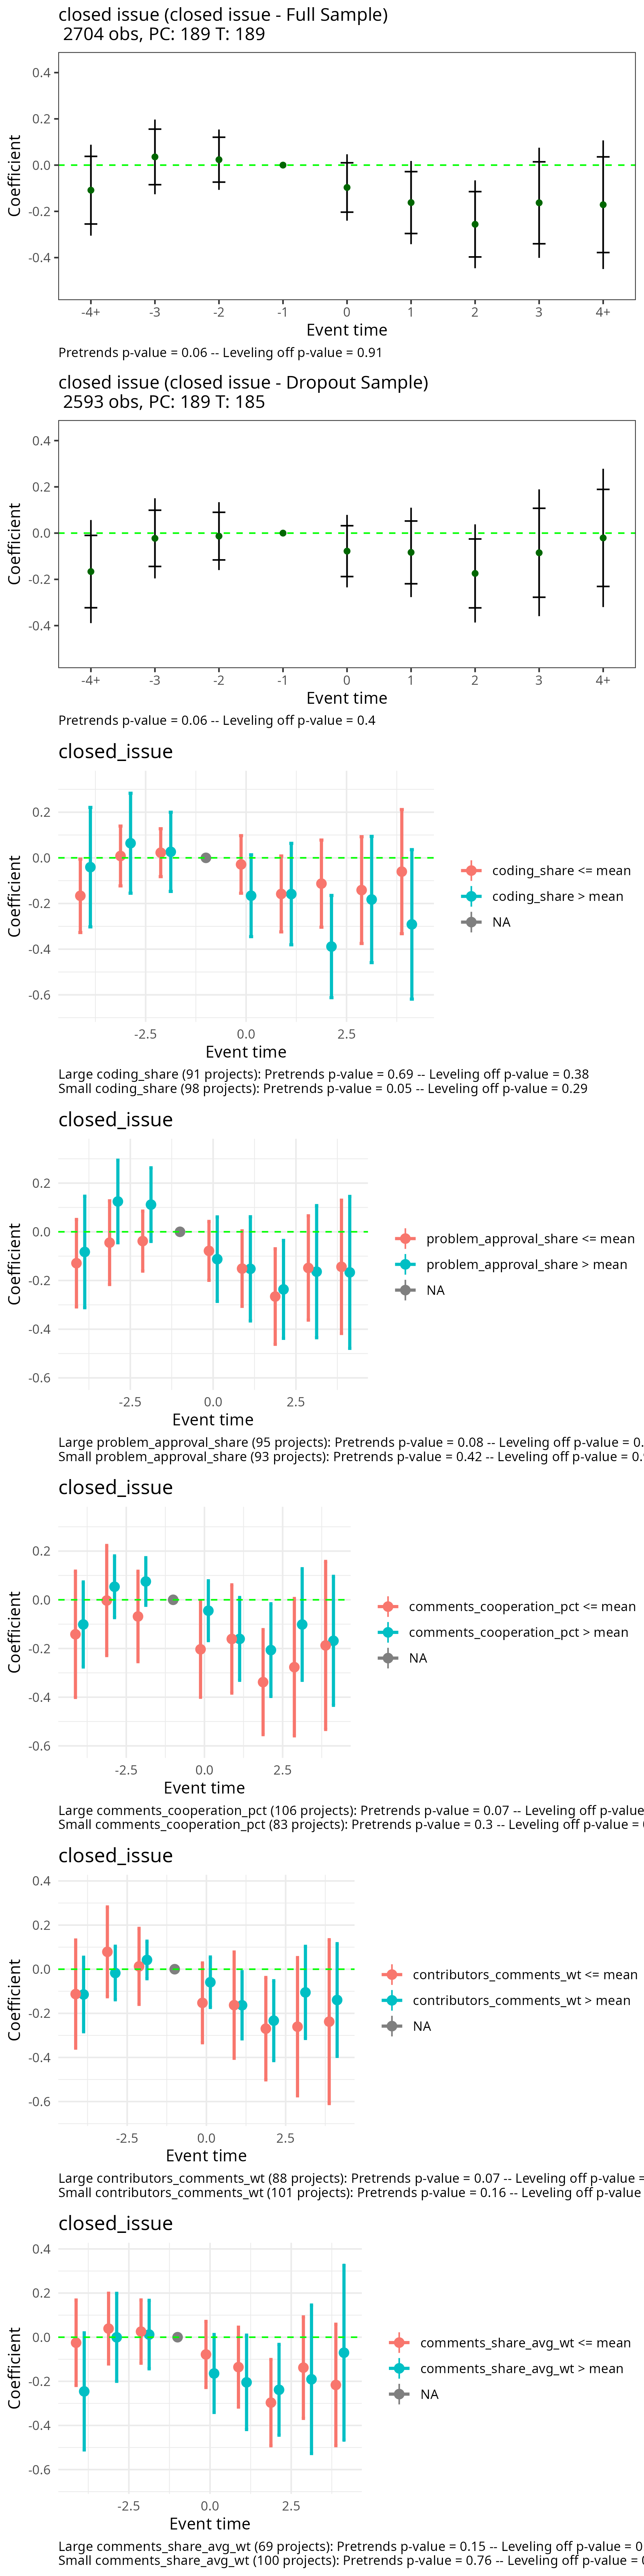 closed issue (closed issue - Full Sample)
2704 obs, PC: 189 T: 189
0.4
0.2
0.0
-0.2
-0.4
Coefficient
-4+ -3 -2 -1 0 1 2 3 4+
Event time
Pretrends p-value = 0.06 -- Leveling off p-value = 0.91
closed issue (closed issue - Dropout Sample)
2593 obs, PC: 189 T: 185
0.4
0.2
0.0
-0.2
-0.4
Coefficient
-4+ -3 -2 -1 0 1 2 3 4+
Event time
Pretrends p-value = 0.06 -- Leveling off p-value = 0.4
closed_issue
0.2
0.0
-0.2
-0.4
-0.6
Coefficient
coding_share <= mean
coding_share > mean
NA
-2.5 0.0 2.5
Event time
Large coding_share (91 projects): Pretrends p-value = 0.69 -- Leveling off p-value = 0.38
Small coding_share (98 projects): Pretrends p-value = 0.05 -- Leveling off p-value = 0.29
closed_issue
0.2
0.0
-0.2
-0.4
-0.6
Coefficient
problem_approval_share <= mean
problem_approval_share > mean
NA
-2.5 0.0 2.5
Event time
Large problem_approval_share (95 projects): Pretrends p-value = 0.08 -- Leveling off p-value = 0.
Small problem_approval_share (93 projects): Pretrends p-value = 0.42 -- Leveling off p-value = 0.
closed_issue
0.2
0.0
-0.2
-0.4
-0.6
Coefficient
comments_cooperation_pct <= mean
comments_cooperation_pct > mean
NA
-2.5 0.0 2.5
Event time
Large comments_cooperation_pct (106 projects): Pretrends p-value = 0.07 -- Leveling off p-value
Small comments_cooperation_pct (83 projects): Pretrends p-value = 0.3 -- Leveling off p-value =
closed_issue
0.4
0.2
0.0
-0.2
-0.4
-0.6
Coefficient
contributors_comments_wt <= mean
contributors_comments_wt > mean
NA
-2.5 0.0 2.5
Event time
Large contributors_comments_wt (88 projects): Pretrends p-value = 0.07 -- Leveling off p-value =
Small contributors_comments_wt (101 projects): Pretrends p-value = 0.16 -- Leveling off p-value
closed_issue
0.4
0.2
0.0
-0.2
-0.4
-0.6
Coefficient
comments_share_avg_wt <= mean
comments_share_avg_wt > mean
NA
-2.5 0.0 2.5
Event time
Large comments_share_avg_wt (69 projects): Pretrends p-value = 0.15 -- Leveling off p-value =
Small comments_share_avg_wt (100 projects): Pretrends p-value = 0.76 -- Leveling off p-value =